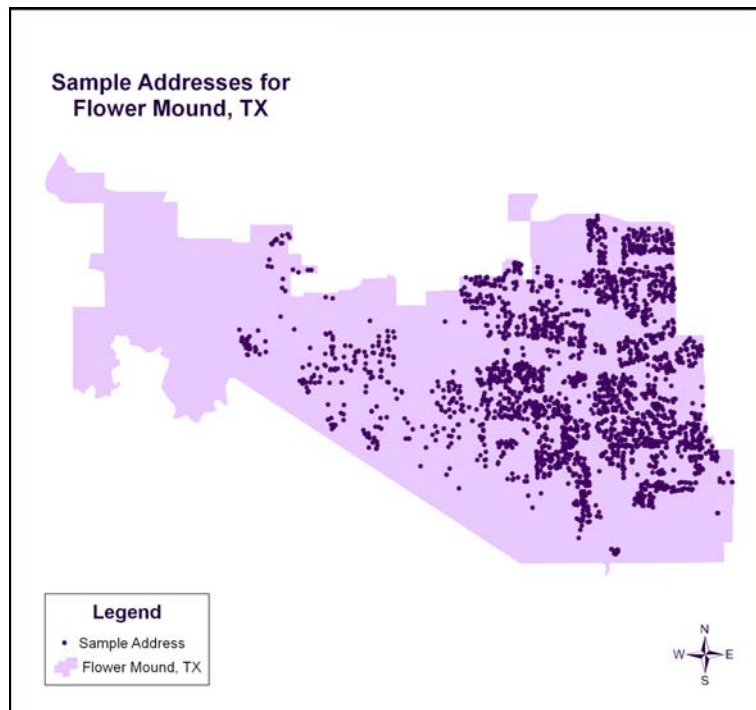 Sample Addresses for
Flower Mound, TX
Legend
Sample Address
Flower Mound, TX
N
W E
S